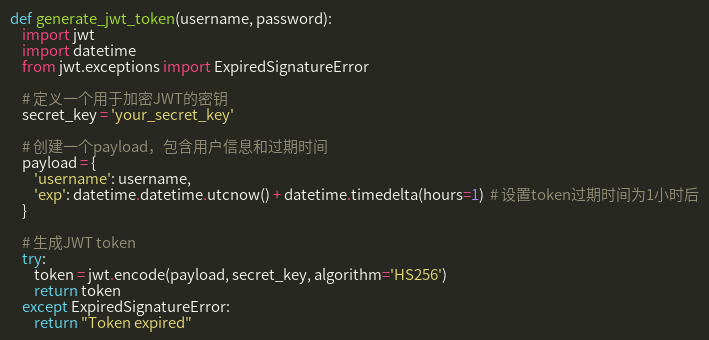 def generate_jwt_token(username, password):
    import jwt
    import datetime
    from jwt.exceptions import ExpiredSignatureError

    # 定义一个用于加密JWT的密钥
    secret_key = 'your_secret_key'

    # 创建一个payload，包含用户信息和过期时间
    payload = {
        'username': username,
        'exp': datetime.datetime.utcnow() + datetime.timedelta(hours=1)  # 设置token过期时间为1小时后
    }

    # 生成JWT token
    try:
        token = jwt.encode(payload, secret_key, algorithm='HS256')
        return token
    except ExpiredSignatureError:
        return "Token expired"